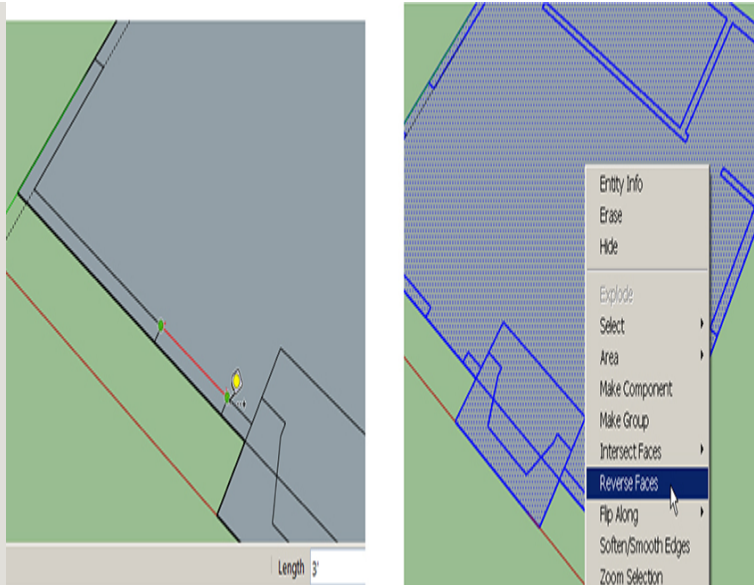 Length 3'
Entity Info
Erase
Hide
Explode
Select
Area
Make Component
Make Group
Intersect Faces
Reverse Faces
Flip Along
Soften/Smooth Edges
Zoom Selection